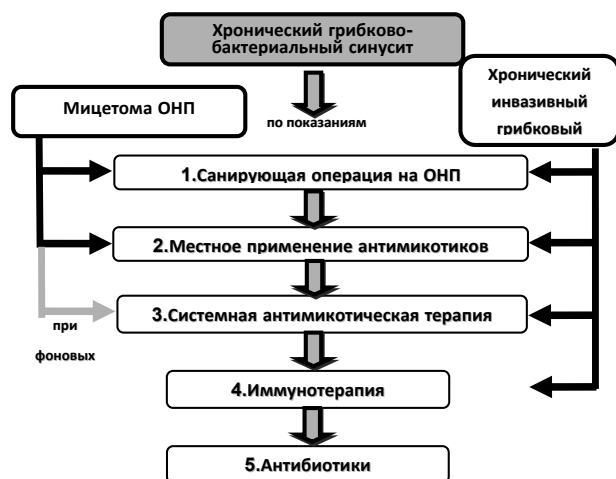 Хронический грибково-
бактериальный синусит
Мицетома ОНП
Хронический
инвазивный
грибковый
по показаниям
1.Санирующая операция на ОНП
2.Местное применение антимикотиков
3.Системная антимикотическая терапия
при
фоновых
4.Иммунотерапия
5.Антибиотики